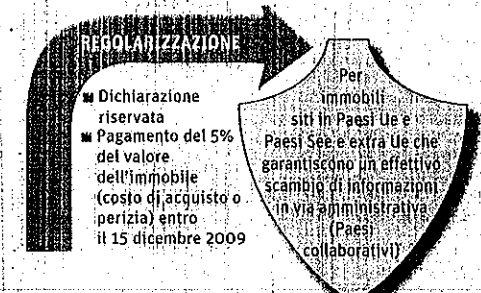 REGOLARIZZAZIONE
Dichiarazione
riservata
Pagamento del 5%
del valore
dell'immobile
(costo di acquisto o
perizia) entro
il 15 dicembre 2009
Per
immobili
siti in Paesi Ue e
Paesi See e extra Ue che
garantiscono un effettivo
scambio di informazioni
in via amministrativa
(Paesi
collaborativi)